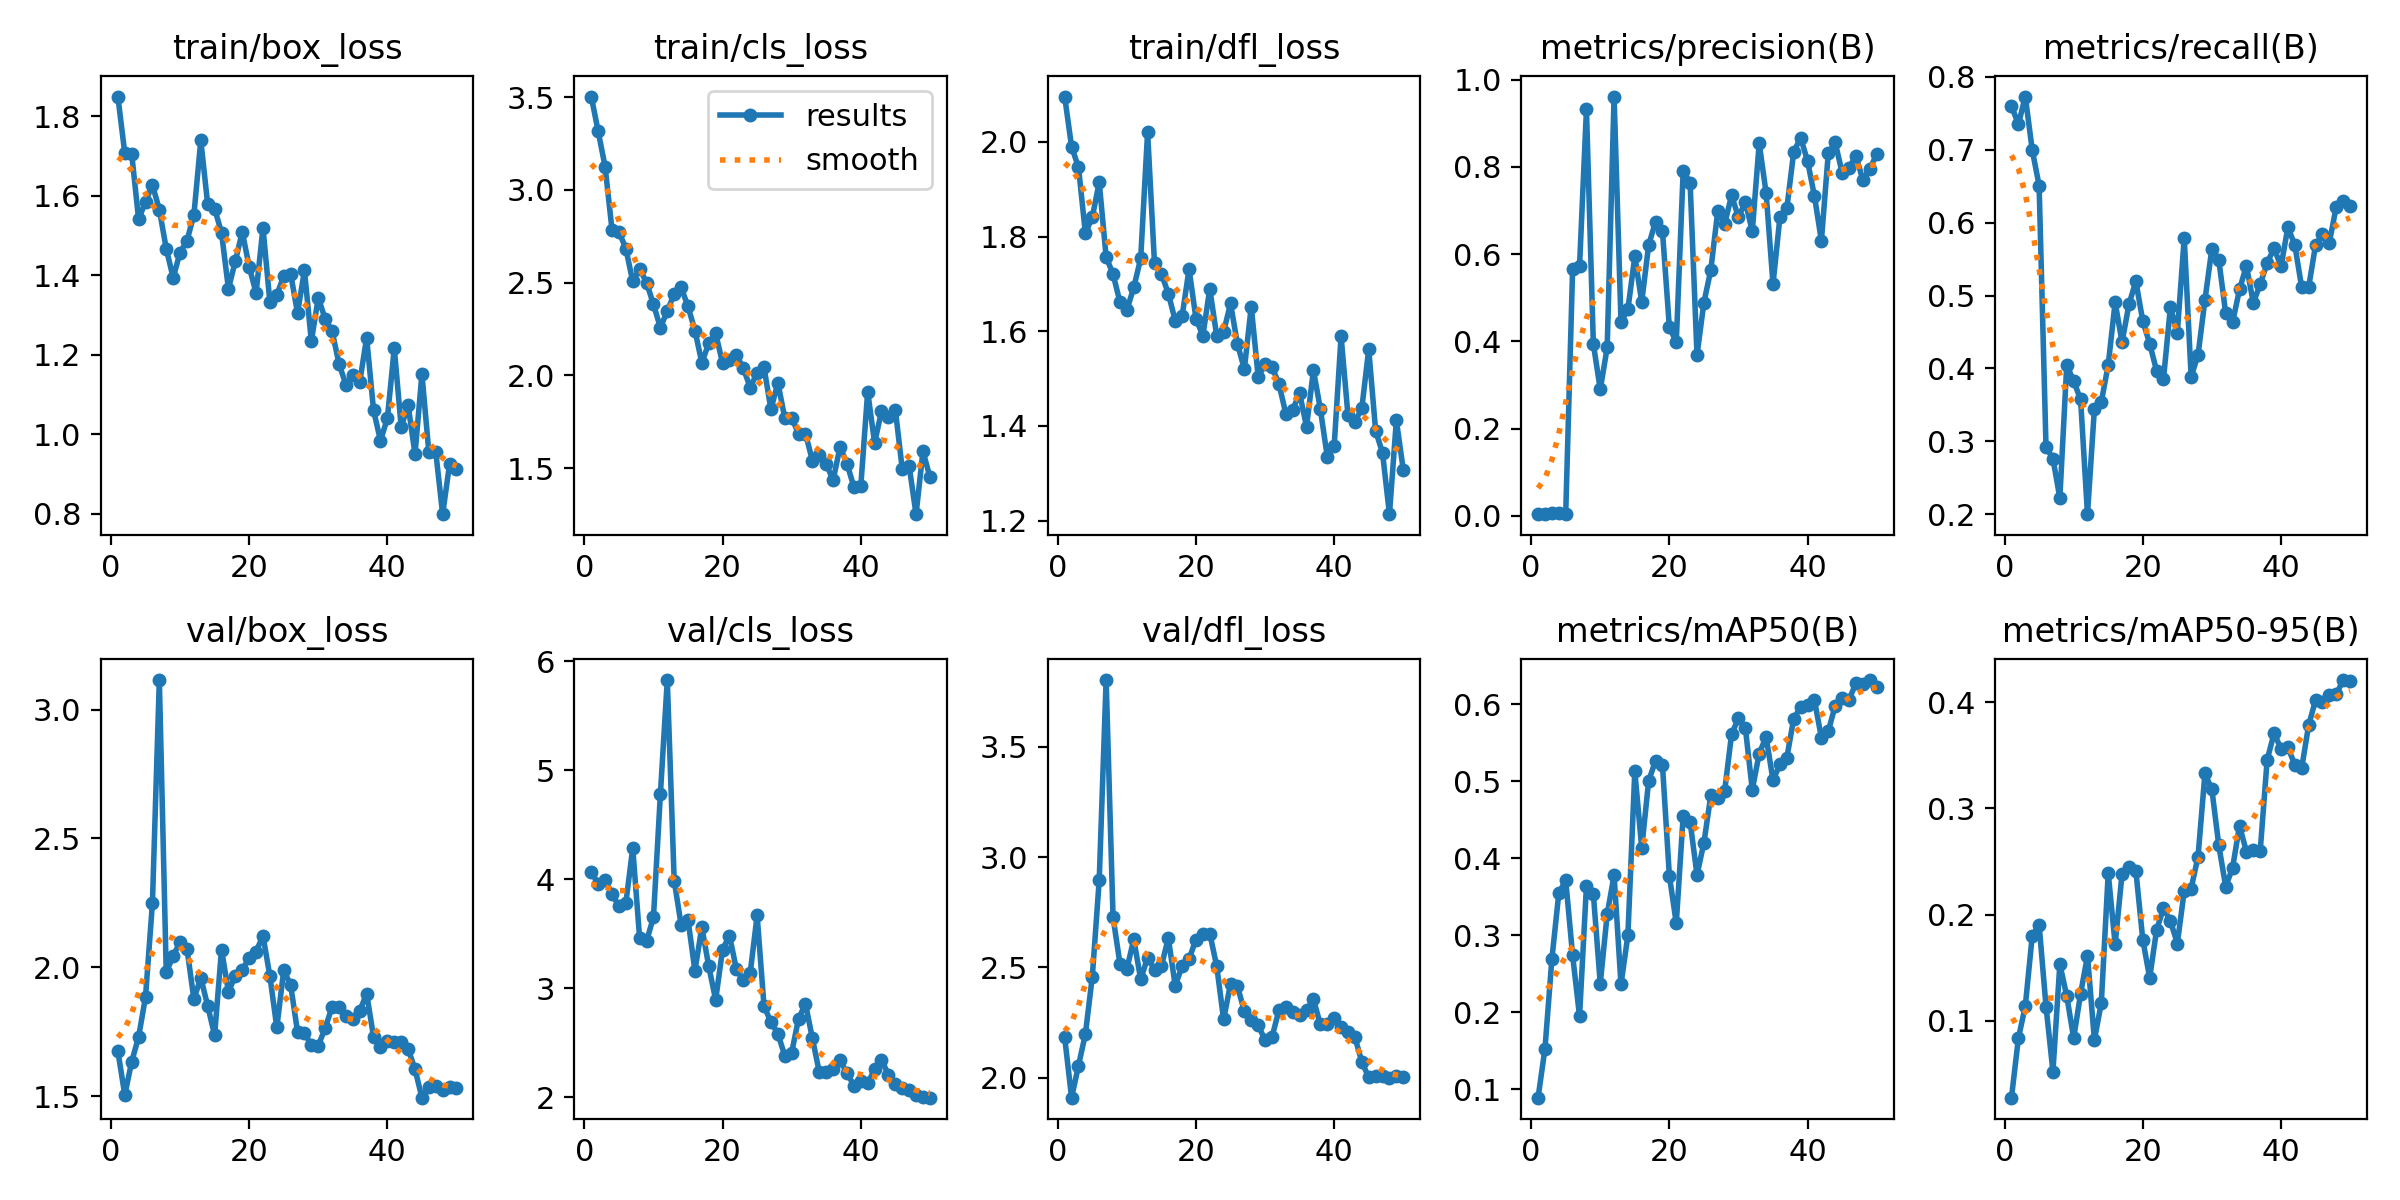 train/box_loss
1.8
1.6
1.4
1.2
1.0
0.8
0 20 40
train/cls_loss
results
smooth
3.5
3.0
2.5
2.0
1.5
0 20 40
train/dfl_loss
2.0
1.8
1.6
1.4
1.2
0 20 40
metrics/precision(B)
1.0
0.8
0.6
0.4
0.2
0.0
0 20 40
metrics/recall(B)
0.8
0.7
0.6
0.5
0.4
0.3
0.2
0 20 40
val/box_loss
3.0
2.5
2.0
1.5
0 20 40
val/cls_loss
6
5
4
3
2
0 20 40
val/dfl_loss
3.5
3.0
2.5
2.0
0 20 40
metrics/mAP50(B)
0.6
0.5
0.4
0.3
0.2
0.1
0 20 40
metrics/mAP50-95(B)
0.4
0.3
0.2
0.1
0 20 40